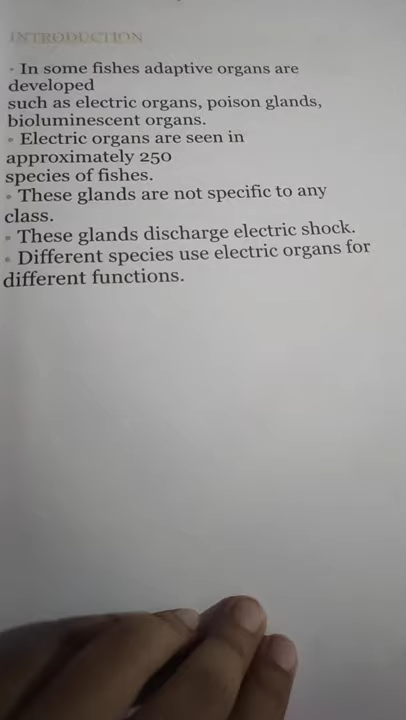 INTRODUCTION
• In some fishes adaptive organs are
developed
such as electric organs, poison glands,
bioluminescent organs.
• Electric organs are seen in
approximately 250
species of fishes.
• These glands are not specific to any
class.
• These glands discharge electric shock.
• Different species use electric organs for
different functions.